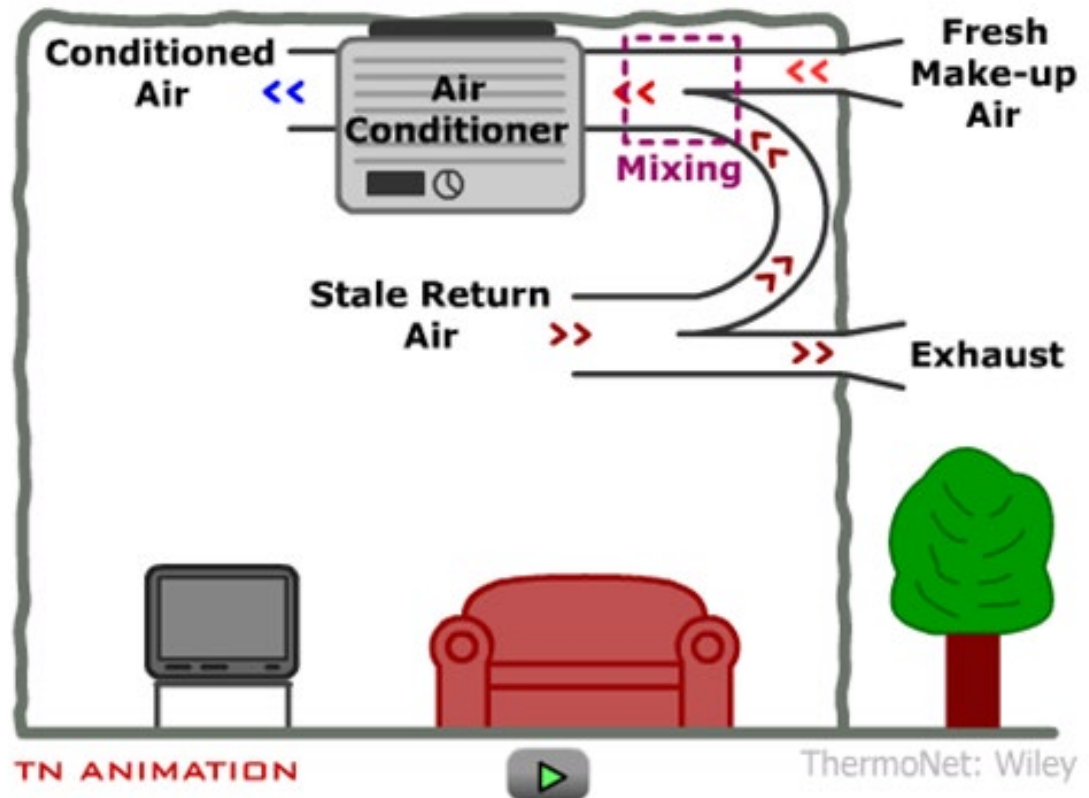 Conditioned
Air
Air
Conditioner
Fresh
Make-up
Air
Mixing
Stale Return
Air
Exhaust
TN ANIMATION
ThermoNet: Wiley